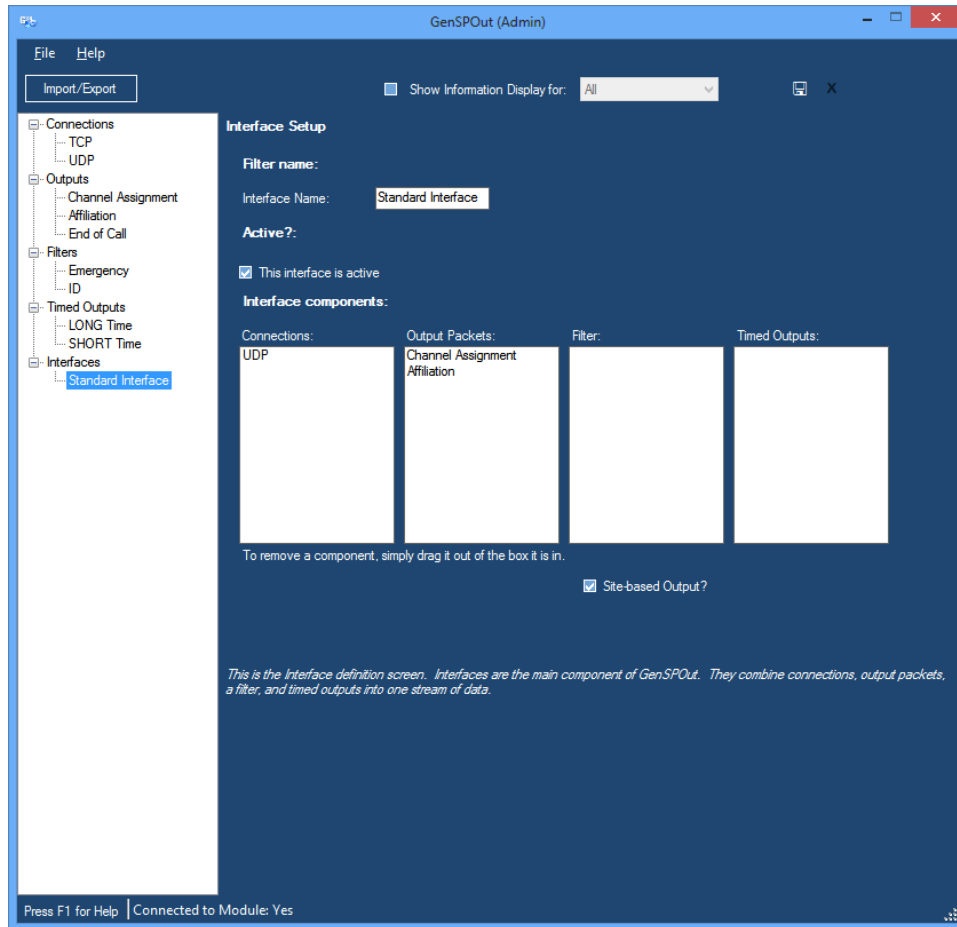 GenSPOut (Admin)
File Help
Import/Export
Show Information Display for: All
X
Connections
TCP
UDP
Outputs
Channel Assignment
Affiliation
End of Call
Filters
Emergency
ID
Timed Outputs
LONG Time
SHORT Time
Interfaces
Standard Interface
Interface Setup
Filter name:
Interface Name: Standard Interface
Active?:
This interface is active
Interface components:
Connections: Output Packets: Filter: Timed Outputs:
UDP Channel Assignment
Affiliation
To remove a component, simply drag it out of the box it is in.
Site-based Output?
This is the Interface definition screen. Interfaces are the main component of GenSPOut. They combine connections, output packets,
a filter, and timed outputs into one stream of data.
Press F1 for Help Connected to Module: Yes